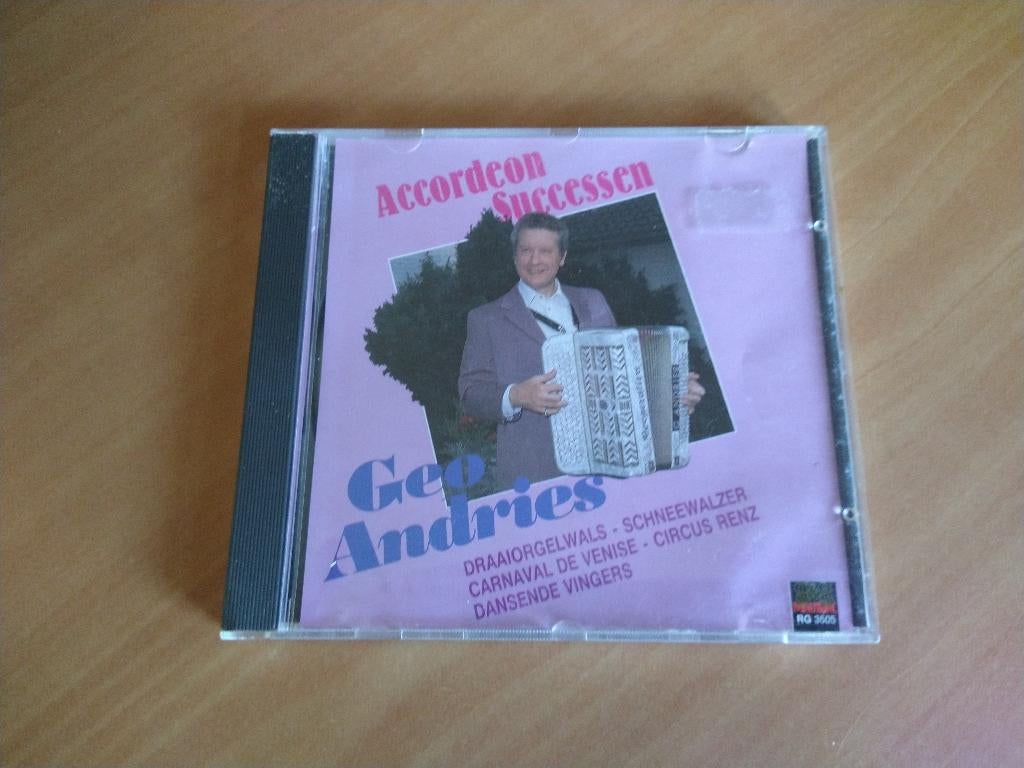 Accordeon
Successen
Geo
Andries
DRAAIORGELWALS - SCHNEEWALZER
CARNAVAL DE VENISE - CIRCUS RENZ
DANSENDE VINGERS
RG 3505